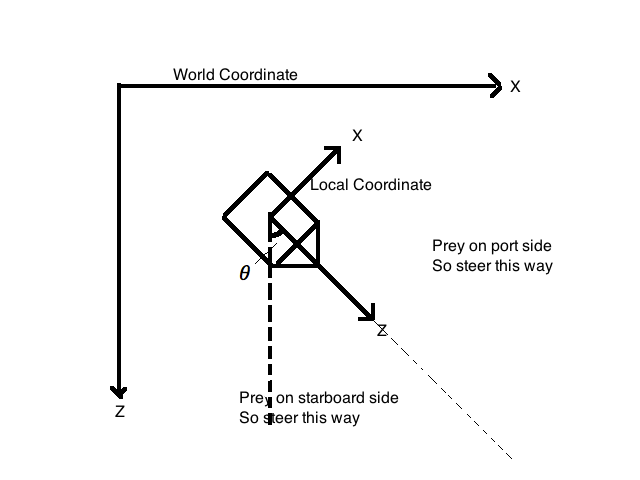 World Coordinate
X
X
Local Coordinate
Prey on port side
So steer this way
θ
Z
Prey on starboard side
Z
So steer this way